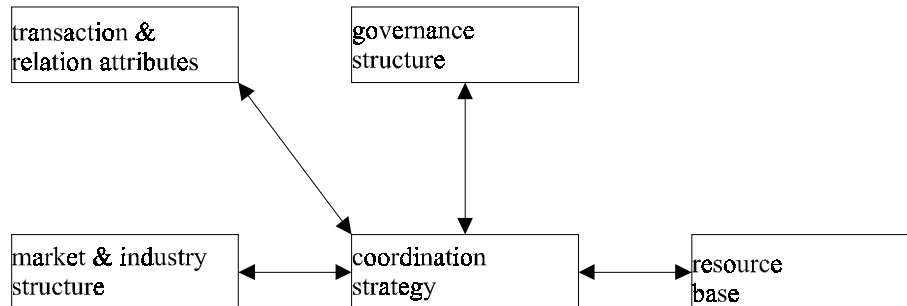 transaction &
relation attributes
governance
structure
market & industry
structure
coordination
strategy
resource
base